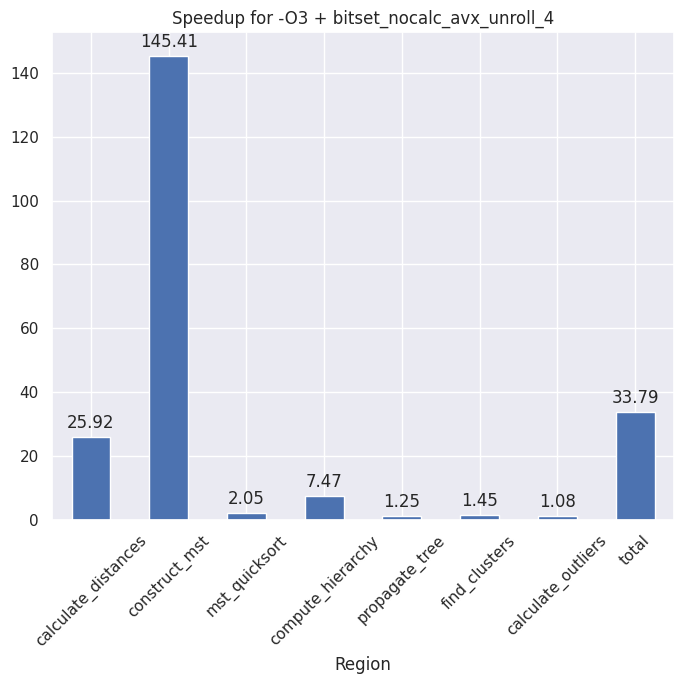 Speedup for -O3 + bitset_nocalc_avx_unroll_4
145.41
140
120
100
80
60
40
33.79
25.92
20
7.47
2.05
1.25
1.45
1.08
0
calculate_distances
construct_mst
mst_quicksort
compute_hierarchy
propagate_tree
find_clusters
calculate_outliers
total
Region